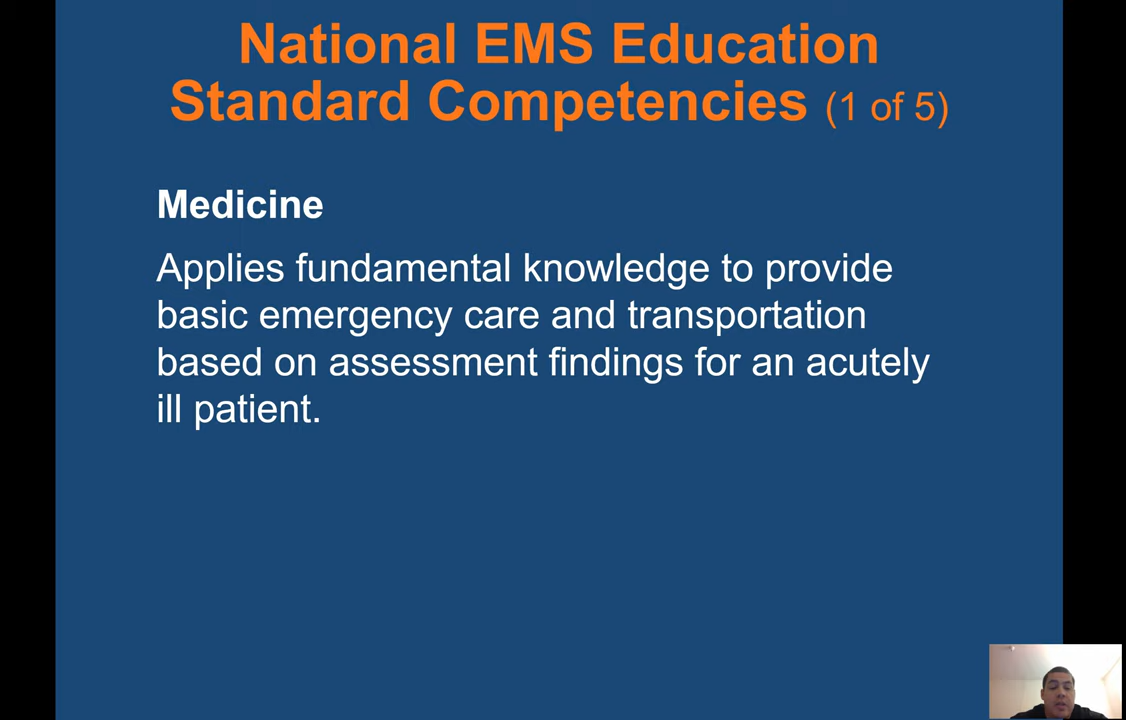 National EMS Education
Standard Competencies (1 of 5)
Medicine
Applies fundamental knowledge to provide
basic emergency care and transportation
based on assessment findings for an acutely
ill patient.